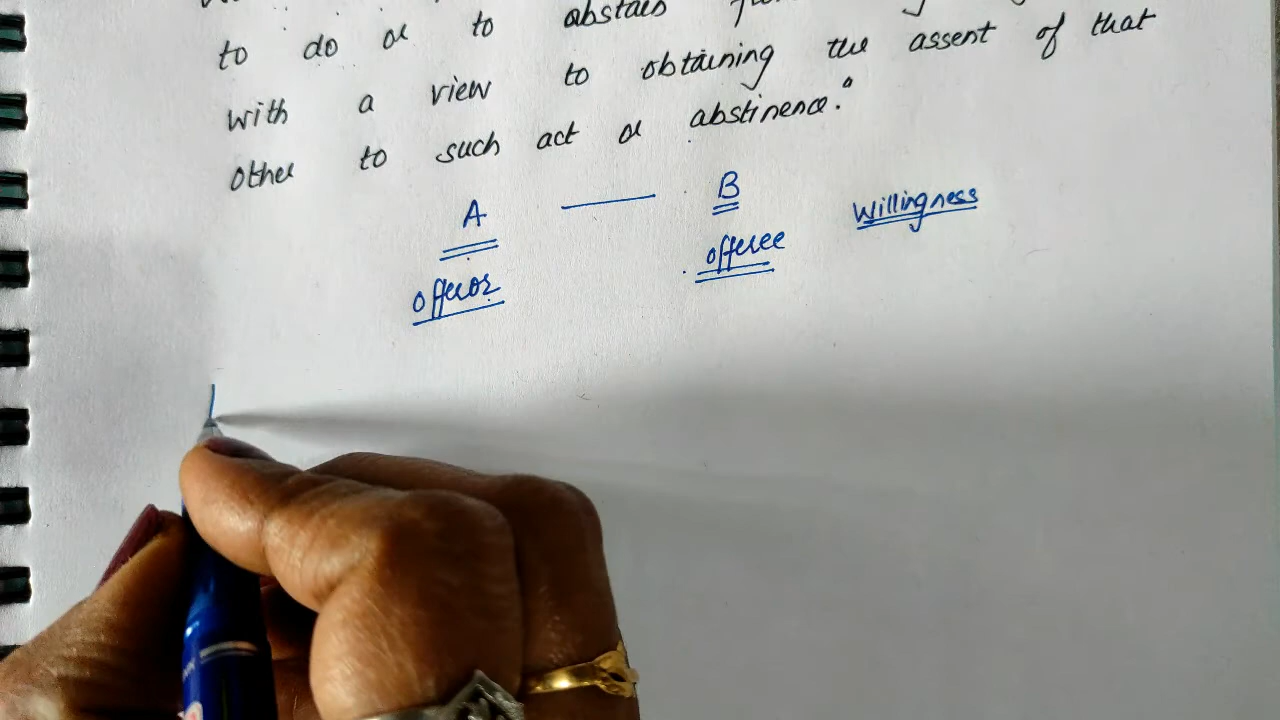 to do or to abstain
with a view to obtaining the assent of that
other to such act or abstinence."
A — B Willingness
offeror offeree